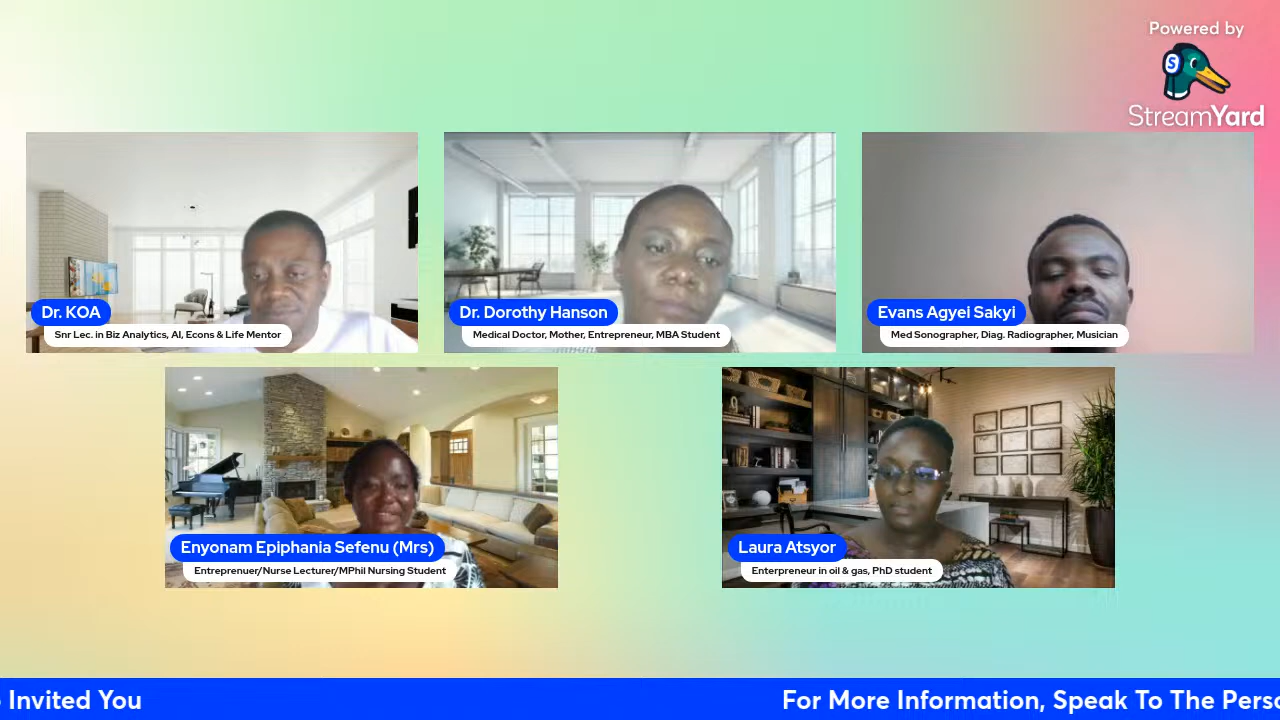 Powered by
StreamYard
Dr. KOA
Snr Lec. in Biz Analytics, AI, Econs & Life Mentor
Dr. Dorothy Hanson
Medical Doctor, Mother, Entrepreneur, MBA Student
Evans Agyei Sakyi
Med Sonographer, Diag. Radiographer, Musician
Enyonam Epiphania Sefenu (Mrs)
Entreprenuer/Nurse Lecturer/MPhil Nursing Student
Laura Atsyor
Enterpreneur in oil & gas, PhD student
Invited You
For More Information, Speak To The Perso